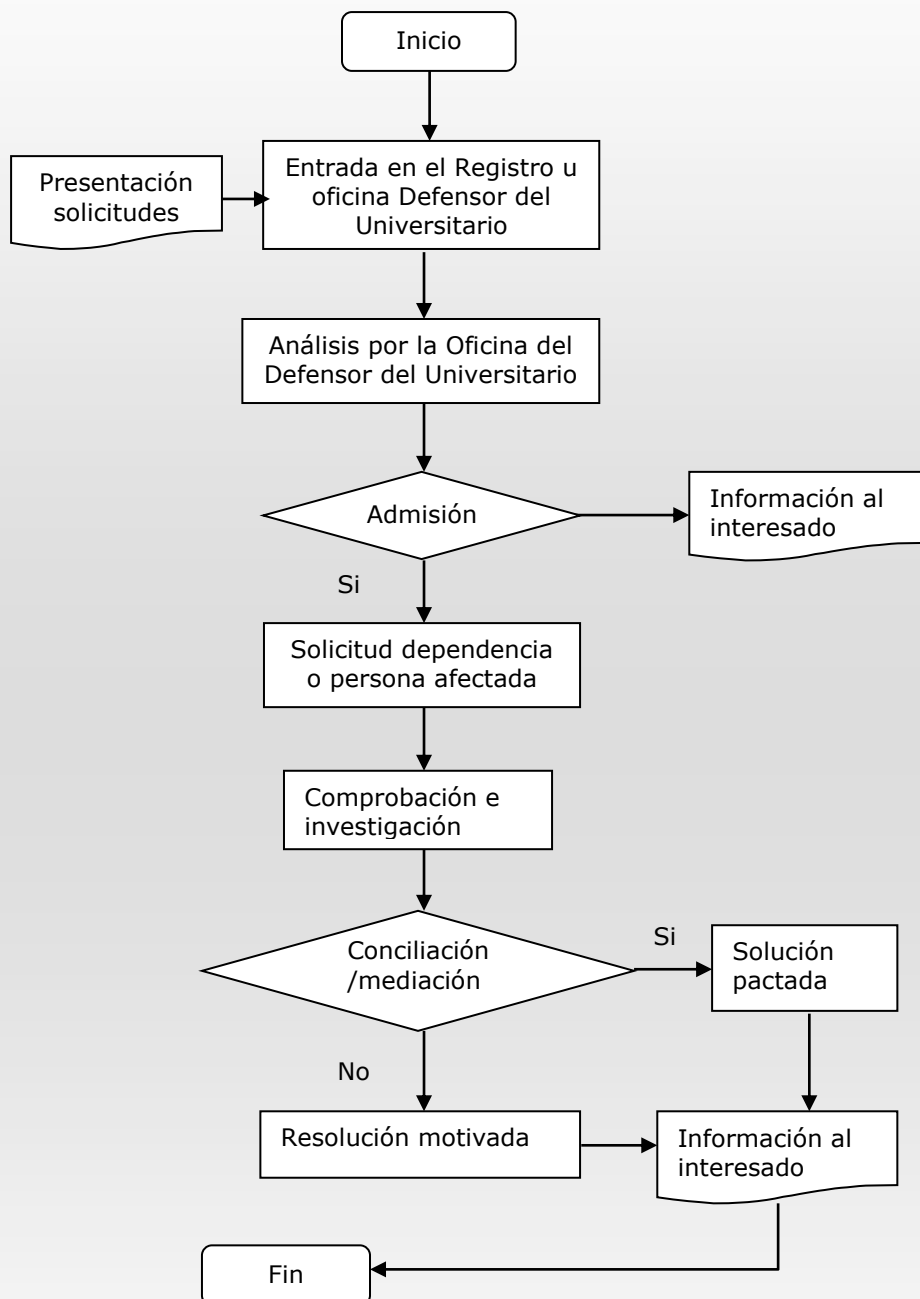 Inicio
Presentación
solicitudes
Entrada en el Registro u
oficina Defensor del
Universitario
Análisis por la Oficina del
Defensor del Universitario
Admisión
Información al
interesado
Si
Solicitud dependencia
o persona afectada
Comprobación e
investigación
Conciliación
/mediación
Si
Solución
pactada
No
Resolución motivada
Información al
interesado
Fin